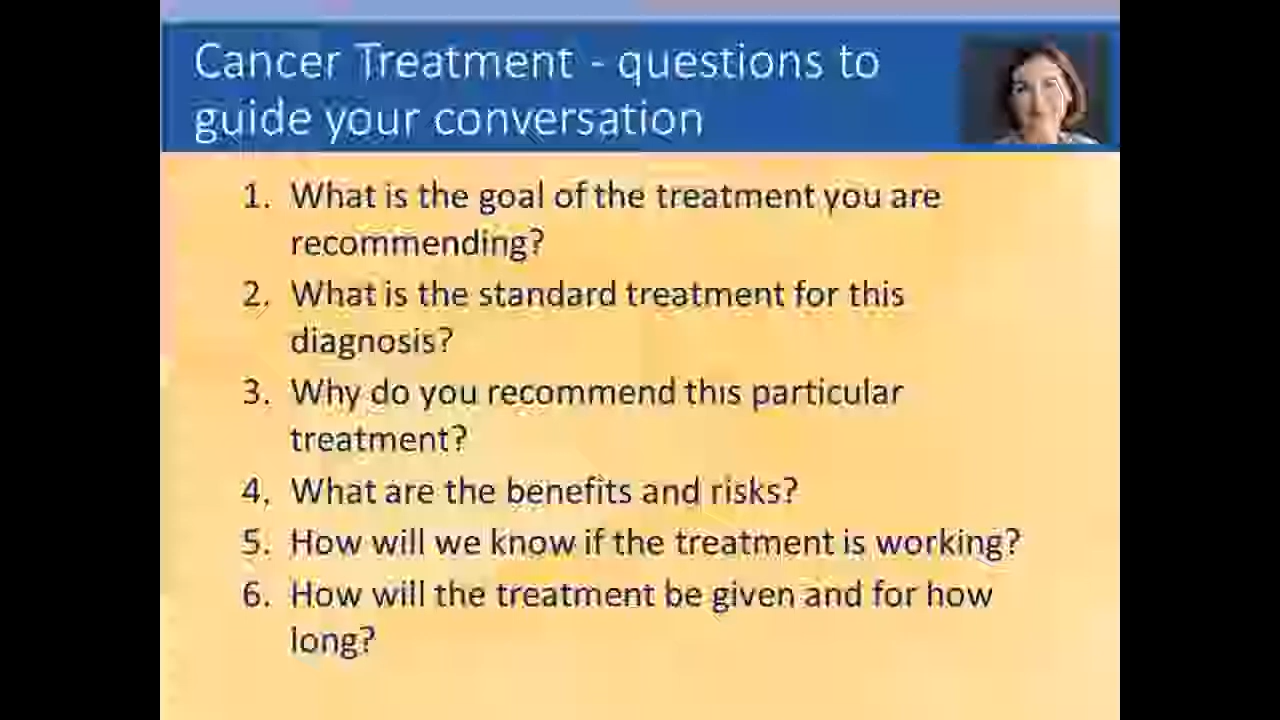 Cancer Treatment - questions to
guide your conversation
1. What is the goal of the treatment you are
recommending?
2. What is the standard treatment for this
diagnosis?
3. Why do you recommend this particular
treatment?
4. What are the benefits and risks?
5. How will we know if the treatment is working?
6. How will the treatment be given and for how
long?